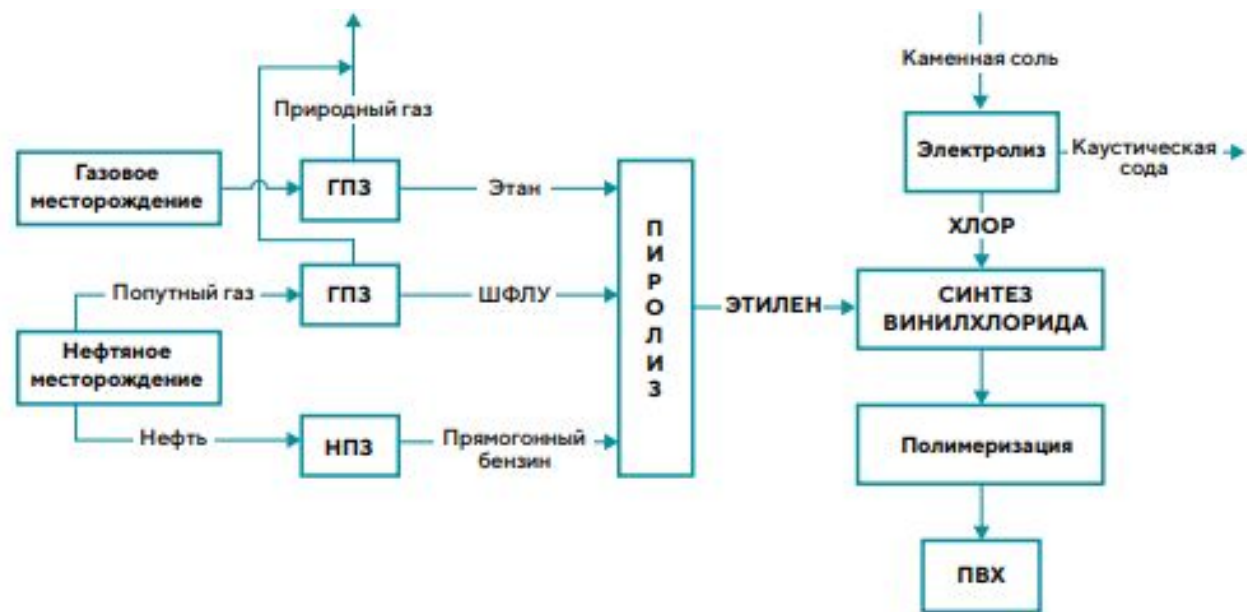 Каменная соль
Природный газ
Электролиз
Каустическая
сода
Газовое
месторождение
ГПЗ
Этан
ХЛОР
ПИРОЛИЗ
Попутный газ
ГПЗ
ШФЛУ
ЭТИЛЕН
СИНТЕЗ
ВИНИЛХЛОРИДА
Нефтяное
месторождение
Нефть
НПЗ
Прямогонный
бензин
Полимеризация
ПВХ